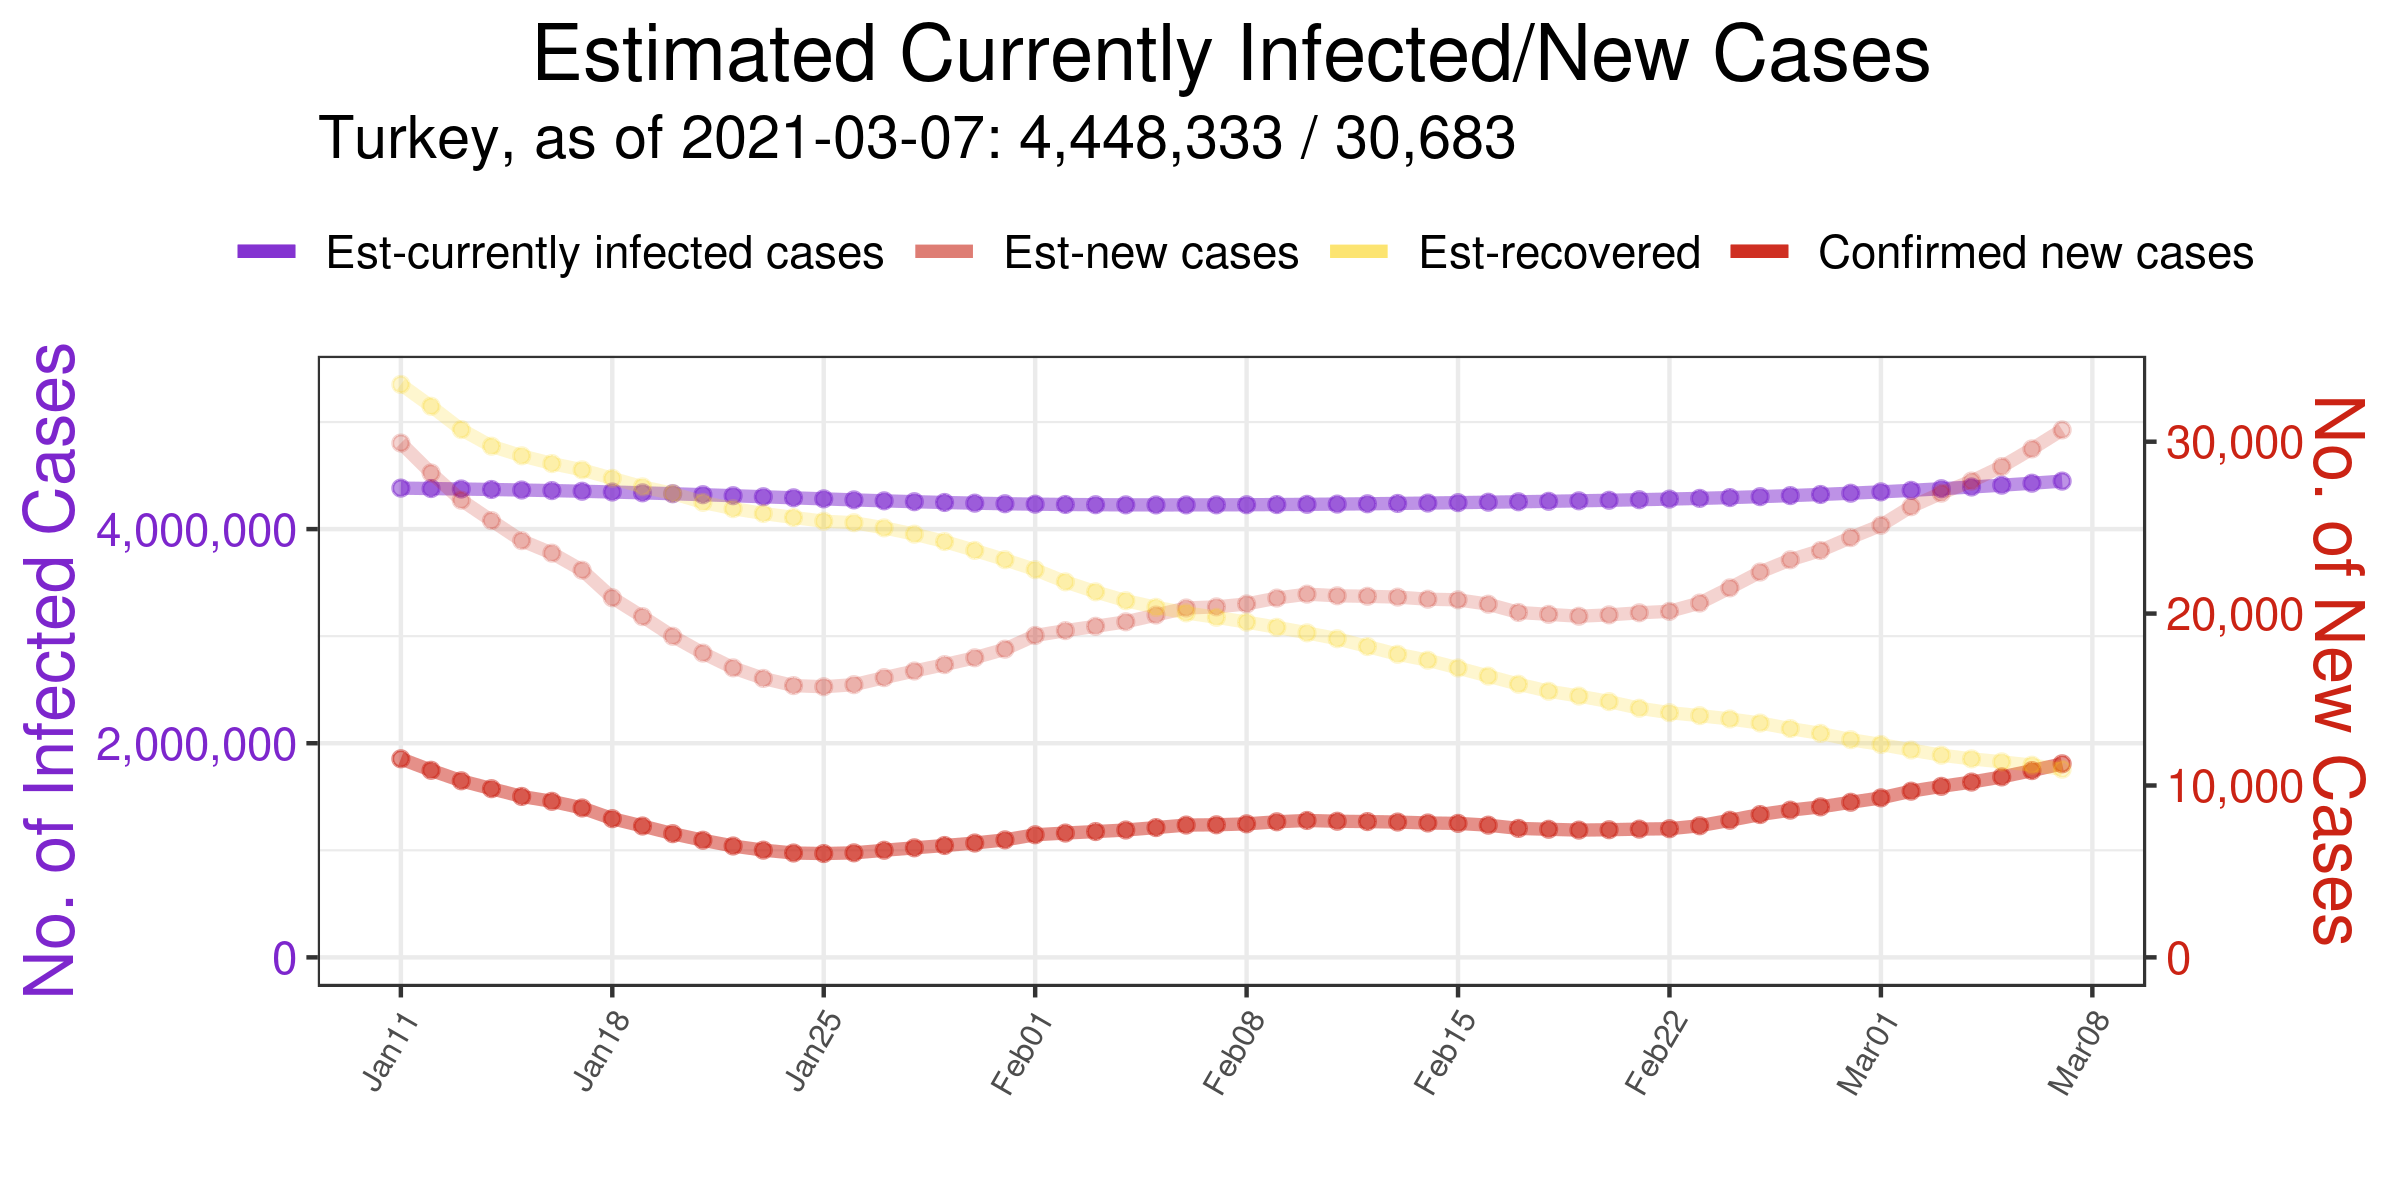 Estimated Currently Infected/New Cases
Turkey, as of 2021-03-07: 4,448,333 / 30,683
Est-currently infected cases Est-new cases Est-recovered Confirmed new cases
No. of Infected Cases
4,000,000
2,000,000
0
30,000
20,000
10,000
0
No. of New Cases
Jan11 Jan18 Jan25 Feb01 Feb08 Feb15 Feb22 Mar01 Mar08